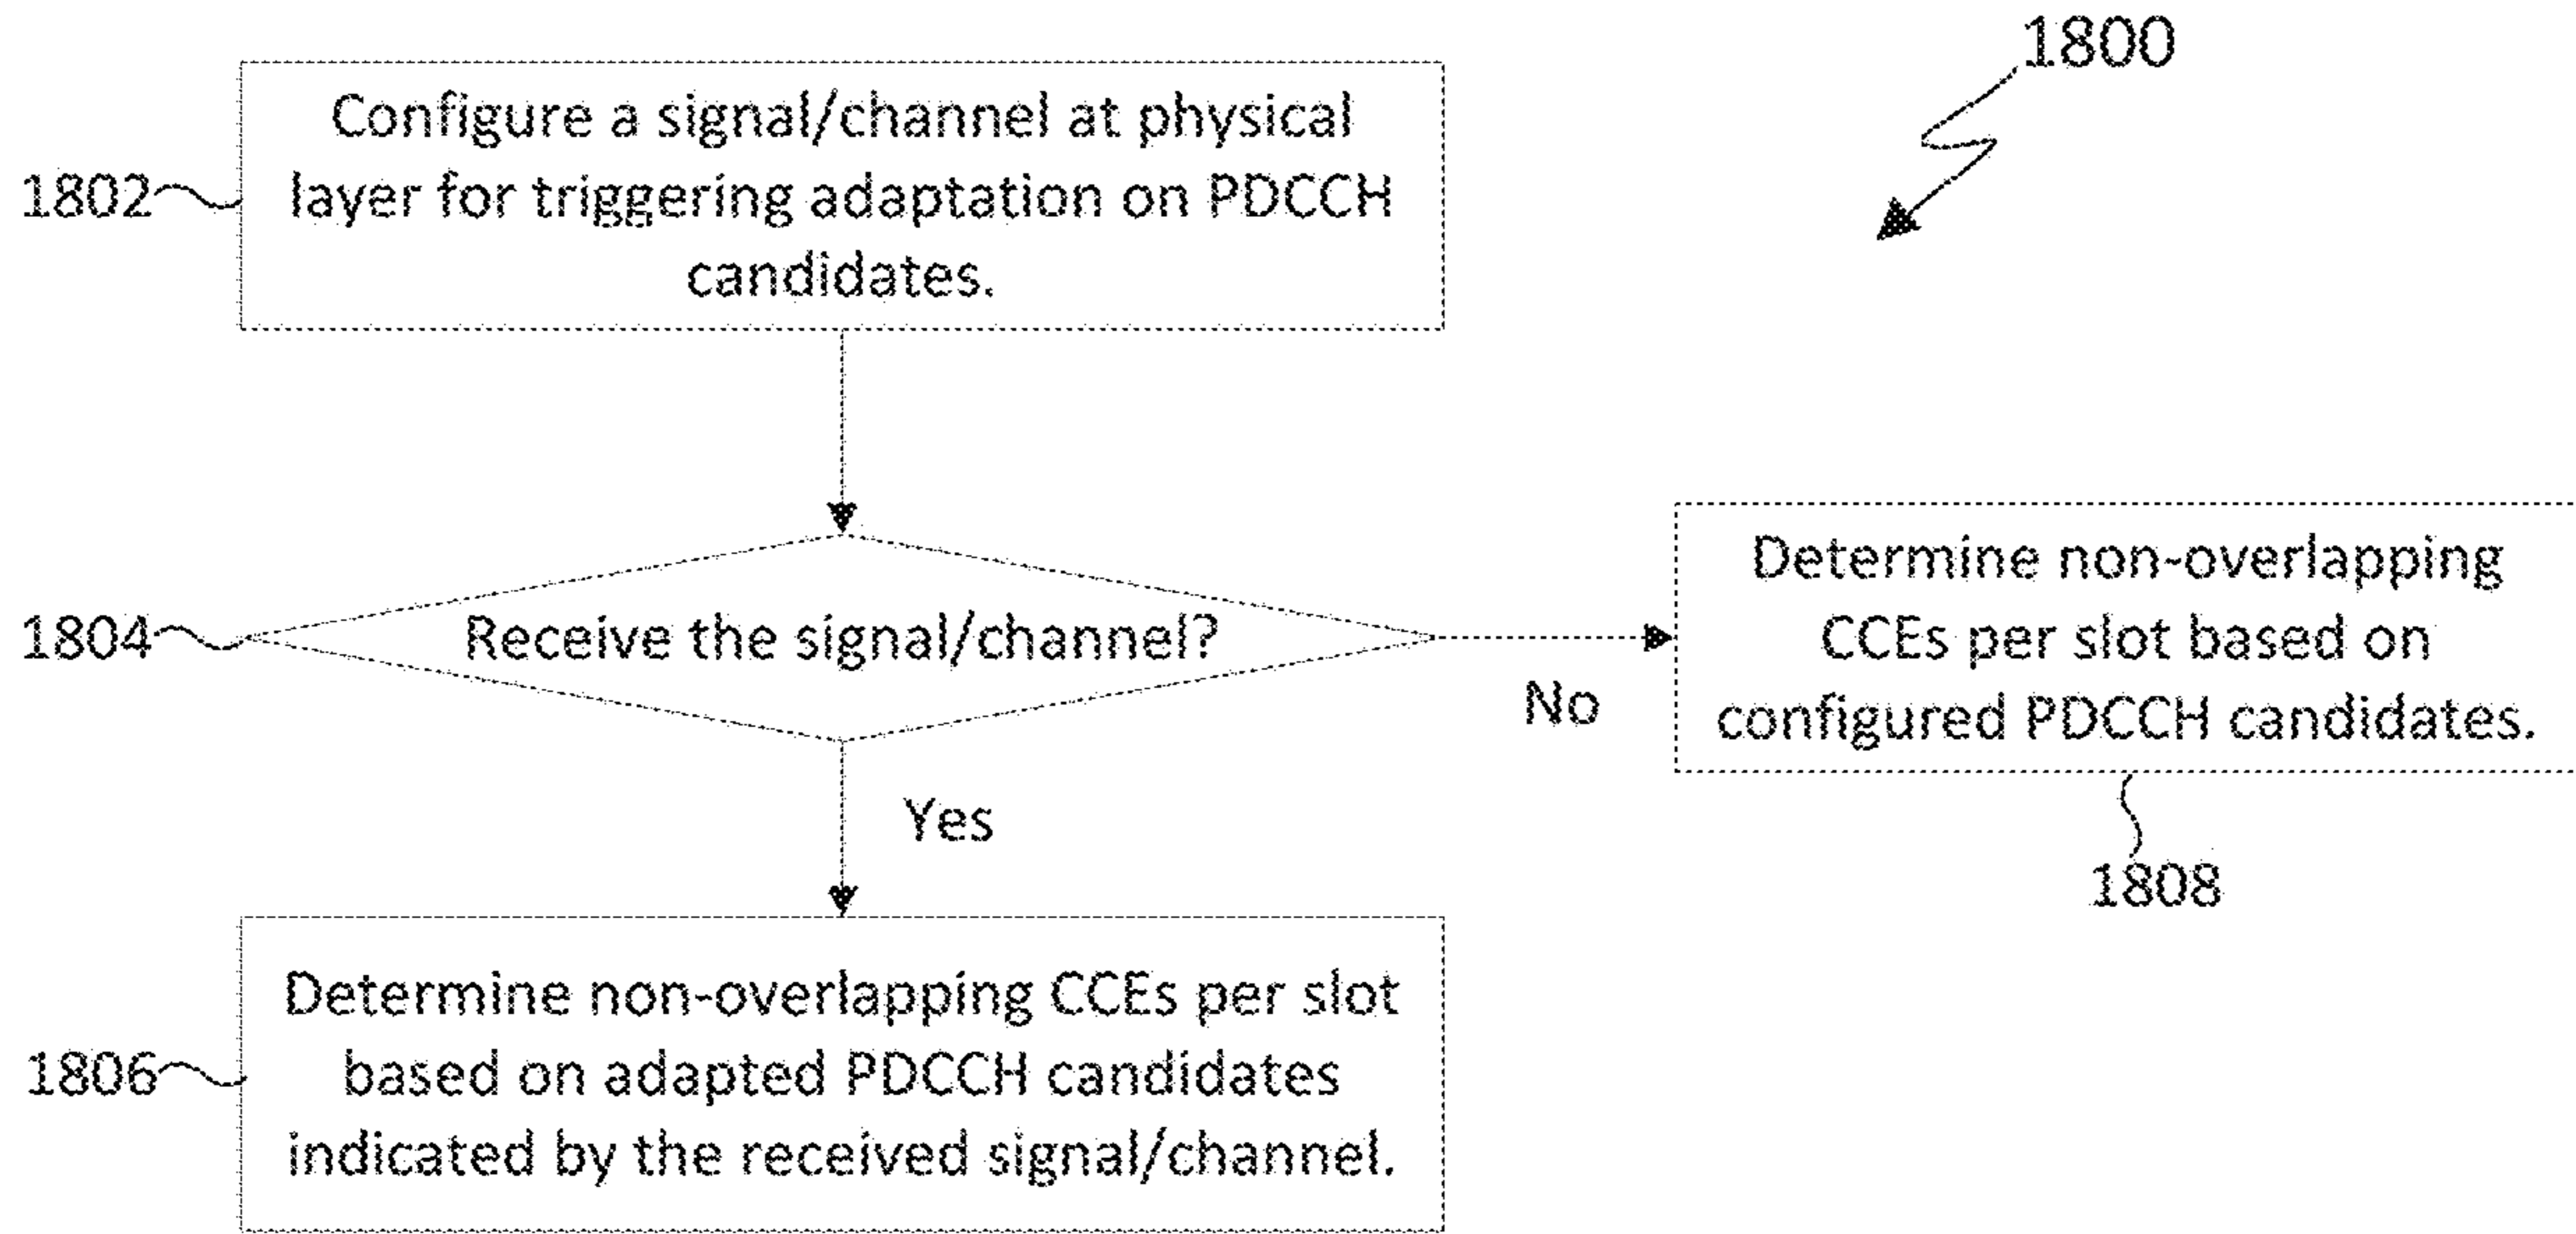 1800
Configure a signal/channel at physical
layer for triggering adaptation on PDCCH
candidates.
1802
1804
Receive the signal/channel?
No
Determine non-overlapping
CCEs per slot based on
configured PDCCH candidates.
1808
Yes
1806
Determine non-overlapping CCEs per slot
based on adapted PDCCH candidates
indicated by the received signal/channel.